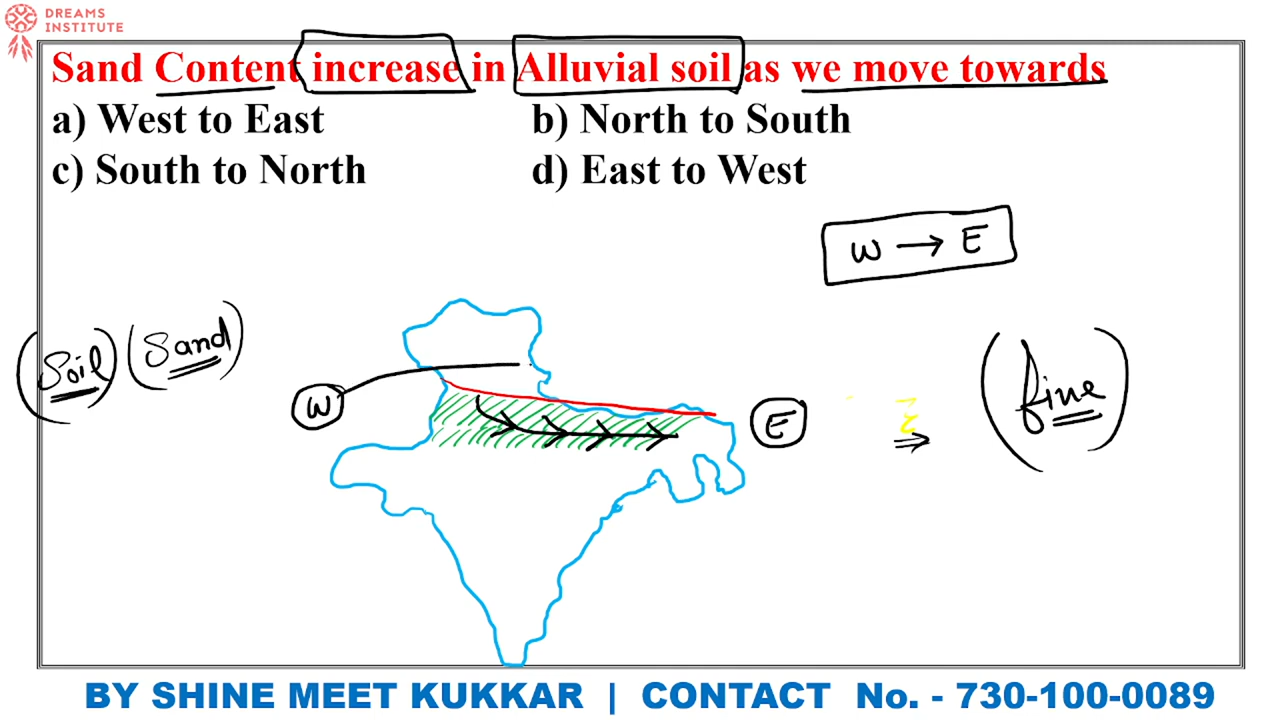 DREAMS
INSTITUTE
Sand Content increase in Alluvial soil as we move towards
a) West to East b) North to South
c) South to North d) East to West
W → E
(Soil) (Sand)
W
E
E
(fine)
BY SHINE MEET KUKKAR | CONTACT No. - 730-100-0089